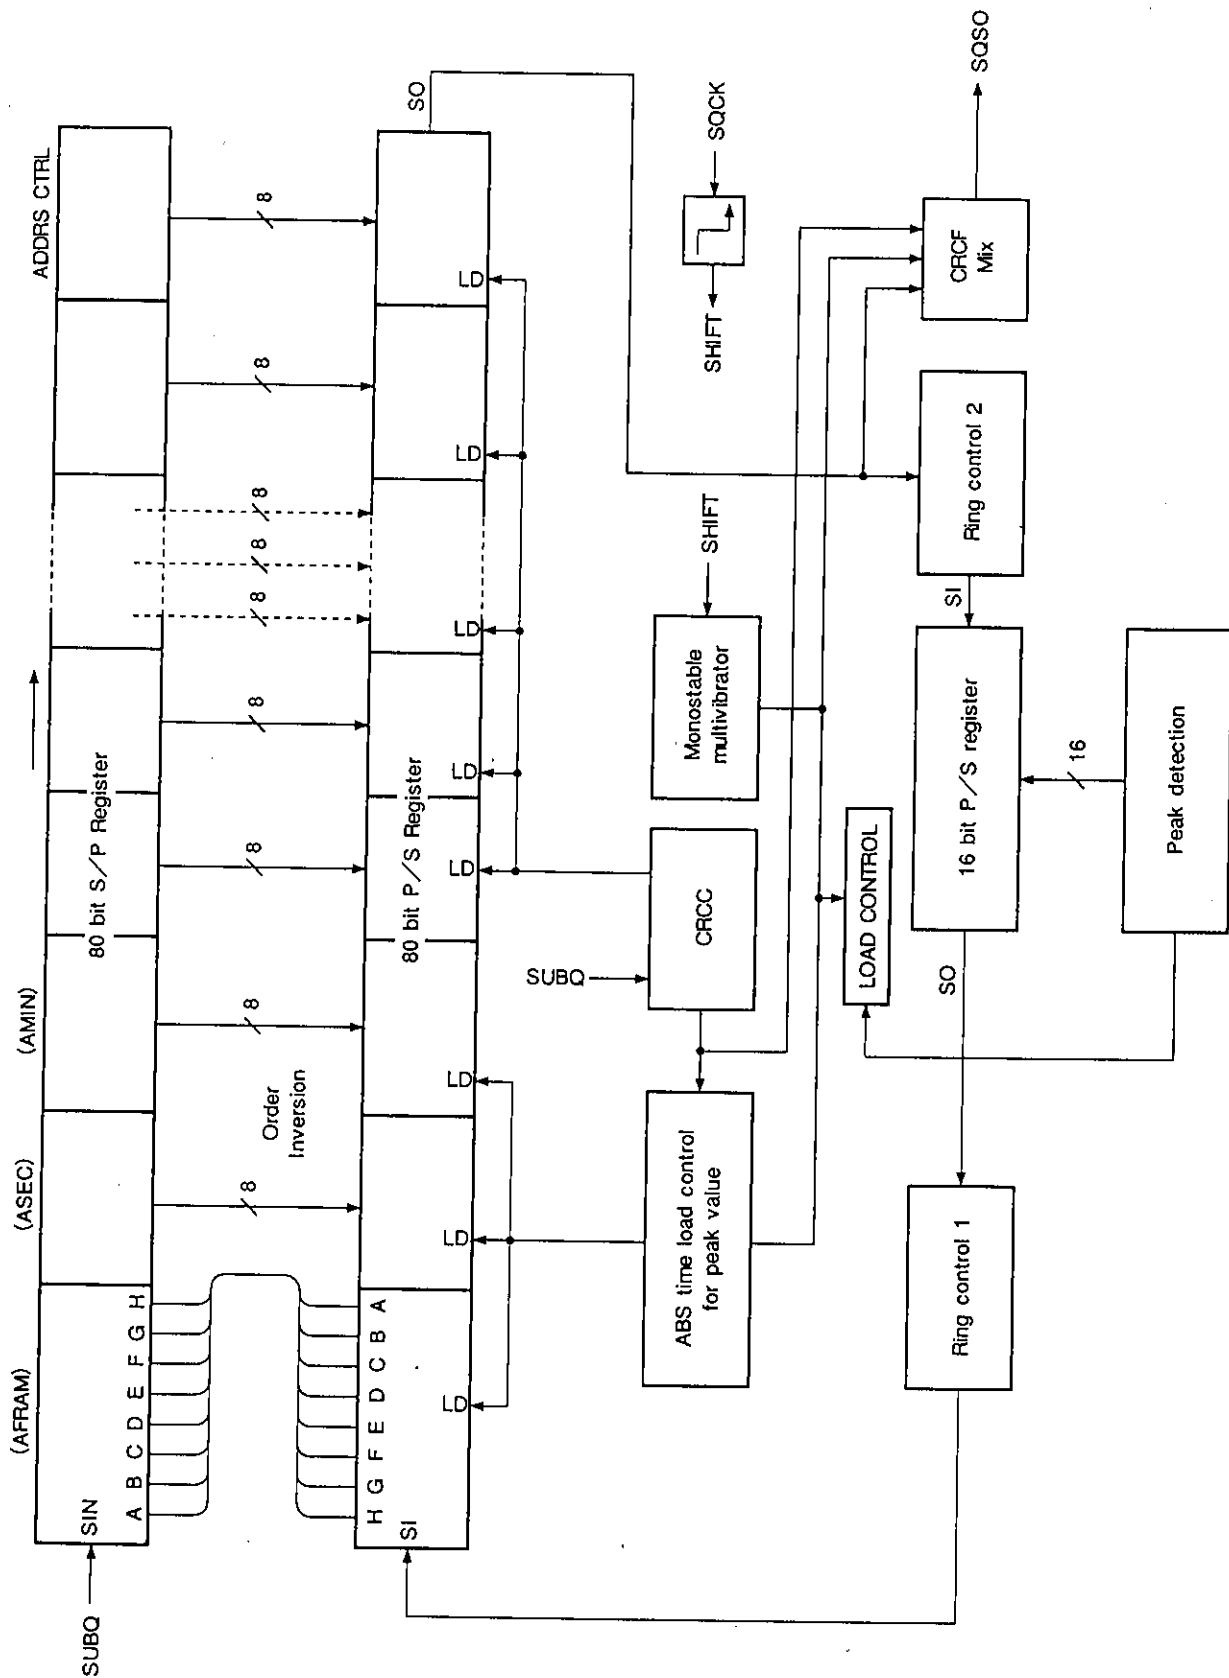 (AFRAM)
(ASEC)
(AMIN)
ADDRS CTRL
SUBQ
SIN
80 bit S/P Register
A B C D E F G H
8
8
8
8
8
8
8
8
8
Order
Inversion
H G F E D C B A
SI
80 bit P/S Register
SO
LD
LD
LD
LD
LD
LD
LD
LD
SUBQ
ABS time load control
for peak value
CRCC
Monostable
multivibrator
SHIFT
SHIFT
SQCK
LOAD CONTROL
Ring control 1
SO
16 bit P/S register
SI
Ring control 2
CRCF
Mix
SQSO
16
Peak detection